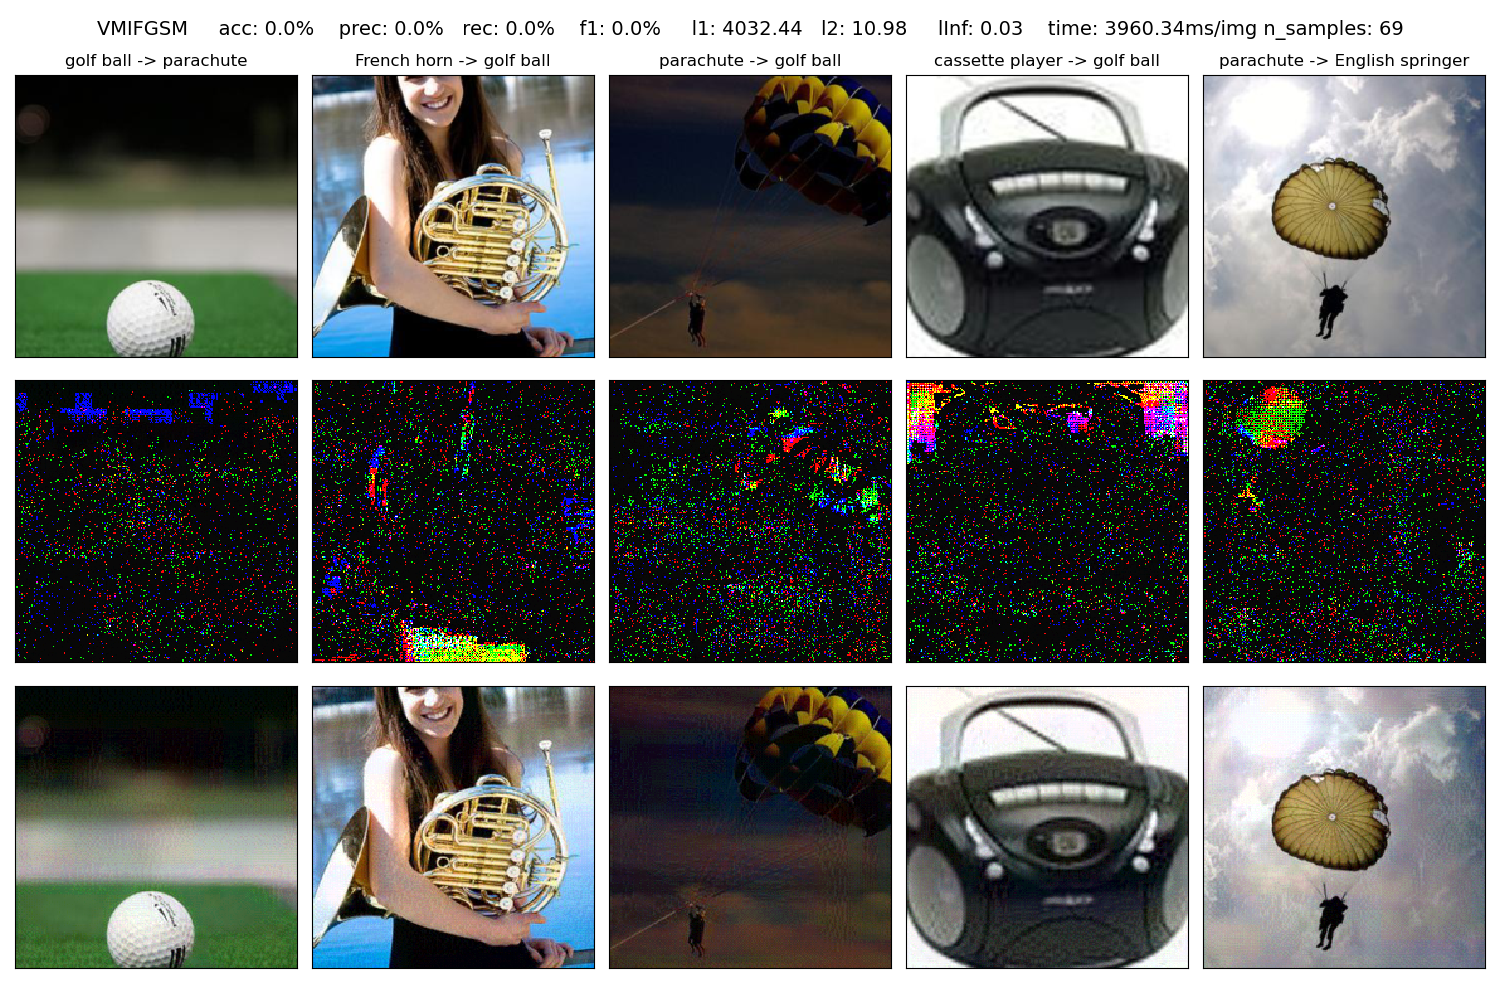 VMIFGSM acc: 0.0% prec: 0.0% rec: 0.0% f1: 0.0% l1: 4032.44 l2: 10.98 lInf: 0.03 time: 3960.34ms/img n_samples: 69
golf ball -> parachute
French horn -> golf ball
parachute -> golf ball
cassette player -> golf ball
parachute -> English springer